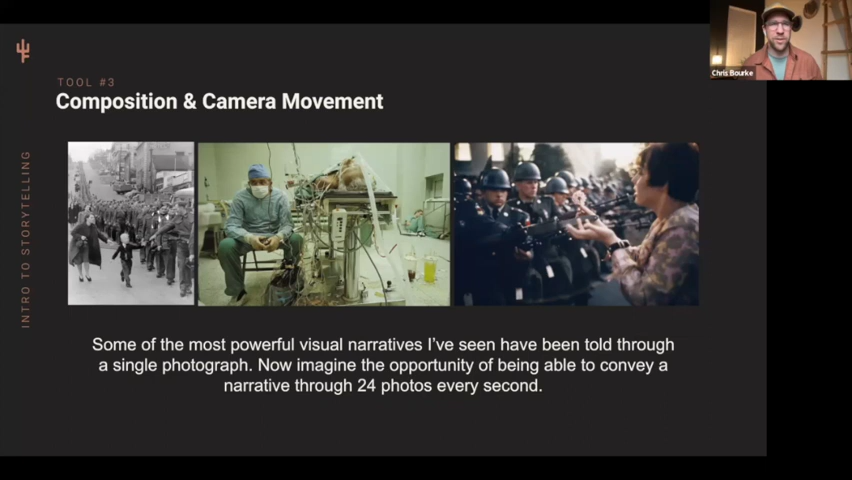 TOOL #3
Composition & Camera Movement
INTRO TO STORYTELLING
Some of the most powerful visual narratives I've seen have been told through
a single photograph. Now imagine the opportunity of being able to convey a
narrative through 24 photos every second.
Chris Bourke